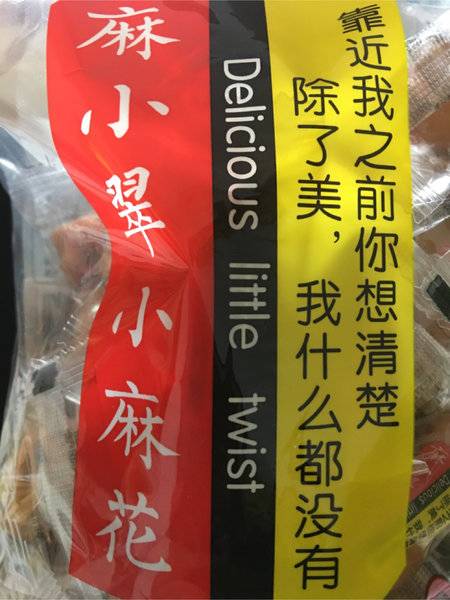 靠近我之前你想清楚
除了美，我什么都没有
Delicious little twist
麻小翠小麻花